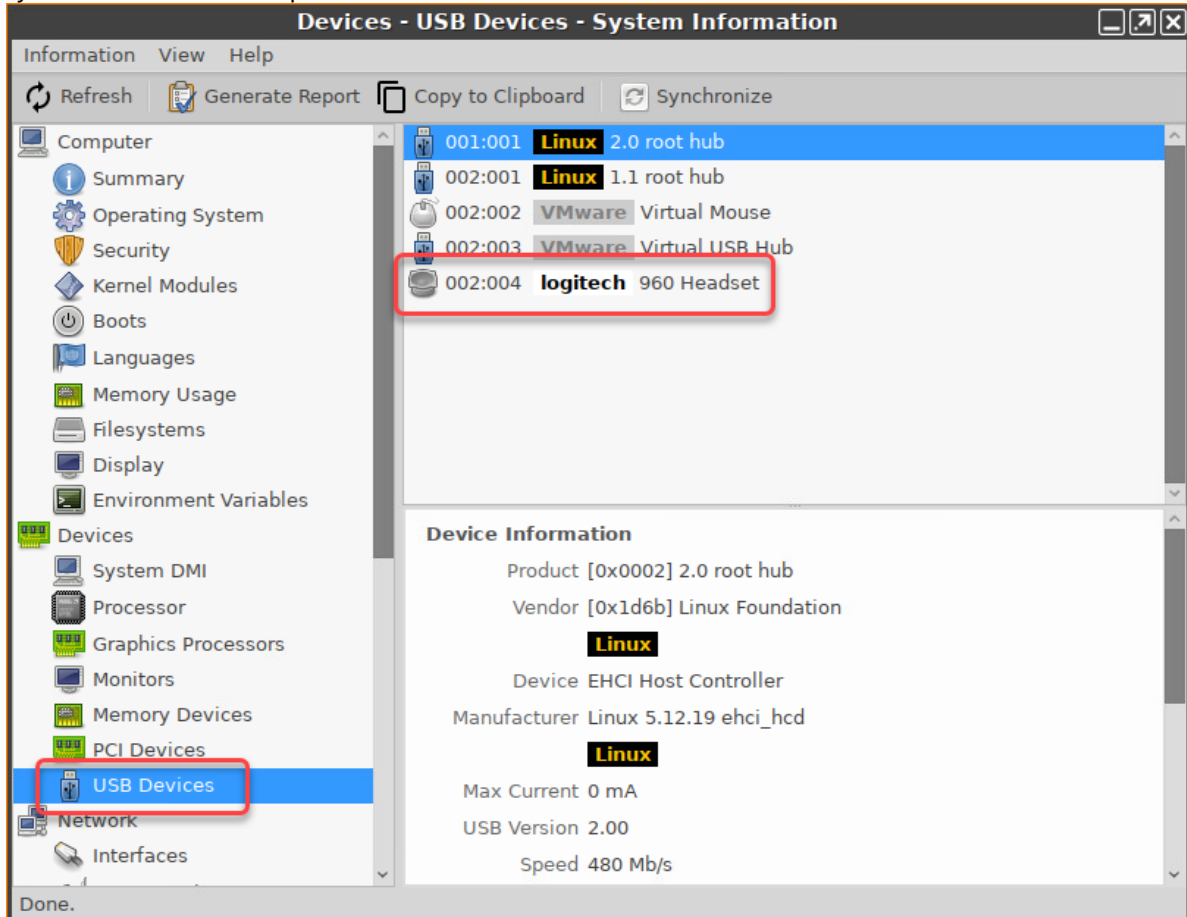 Devices - USB Devices - System Information
Information View Help
Refresh Generate Report Copy to Clipboard Synchronize
Computer
Summary
Operating System
Security
Kernel Modules
Boots
Languages
Memory Usage
Filesystems
Display
Environment Variables
Devices
System DMI
Processor
Graphics Processors
Monitors
Memory Devices
PCI Devices
USB Devices
Network
Interfaces
001:001 Linux 2.0 root hub
002:001 Linux 1.1 root hub
002:002 VMware Virtual Mouse
002:003 VMware Virtual USB Hub
002:004 logitech 960 Headset
Device Information
Product [0x0002] 2.0 root hub
Vendor [0x1d6b] Linux Foundation
Linux
Device EHCI Host Controller
Manufacturer Linux 5.12.19 ehci_hcd
Linux
Max Current 0 mA
USB Version 2.00
Speed 480 Mb/s
Done.